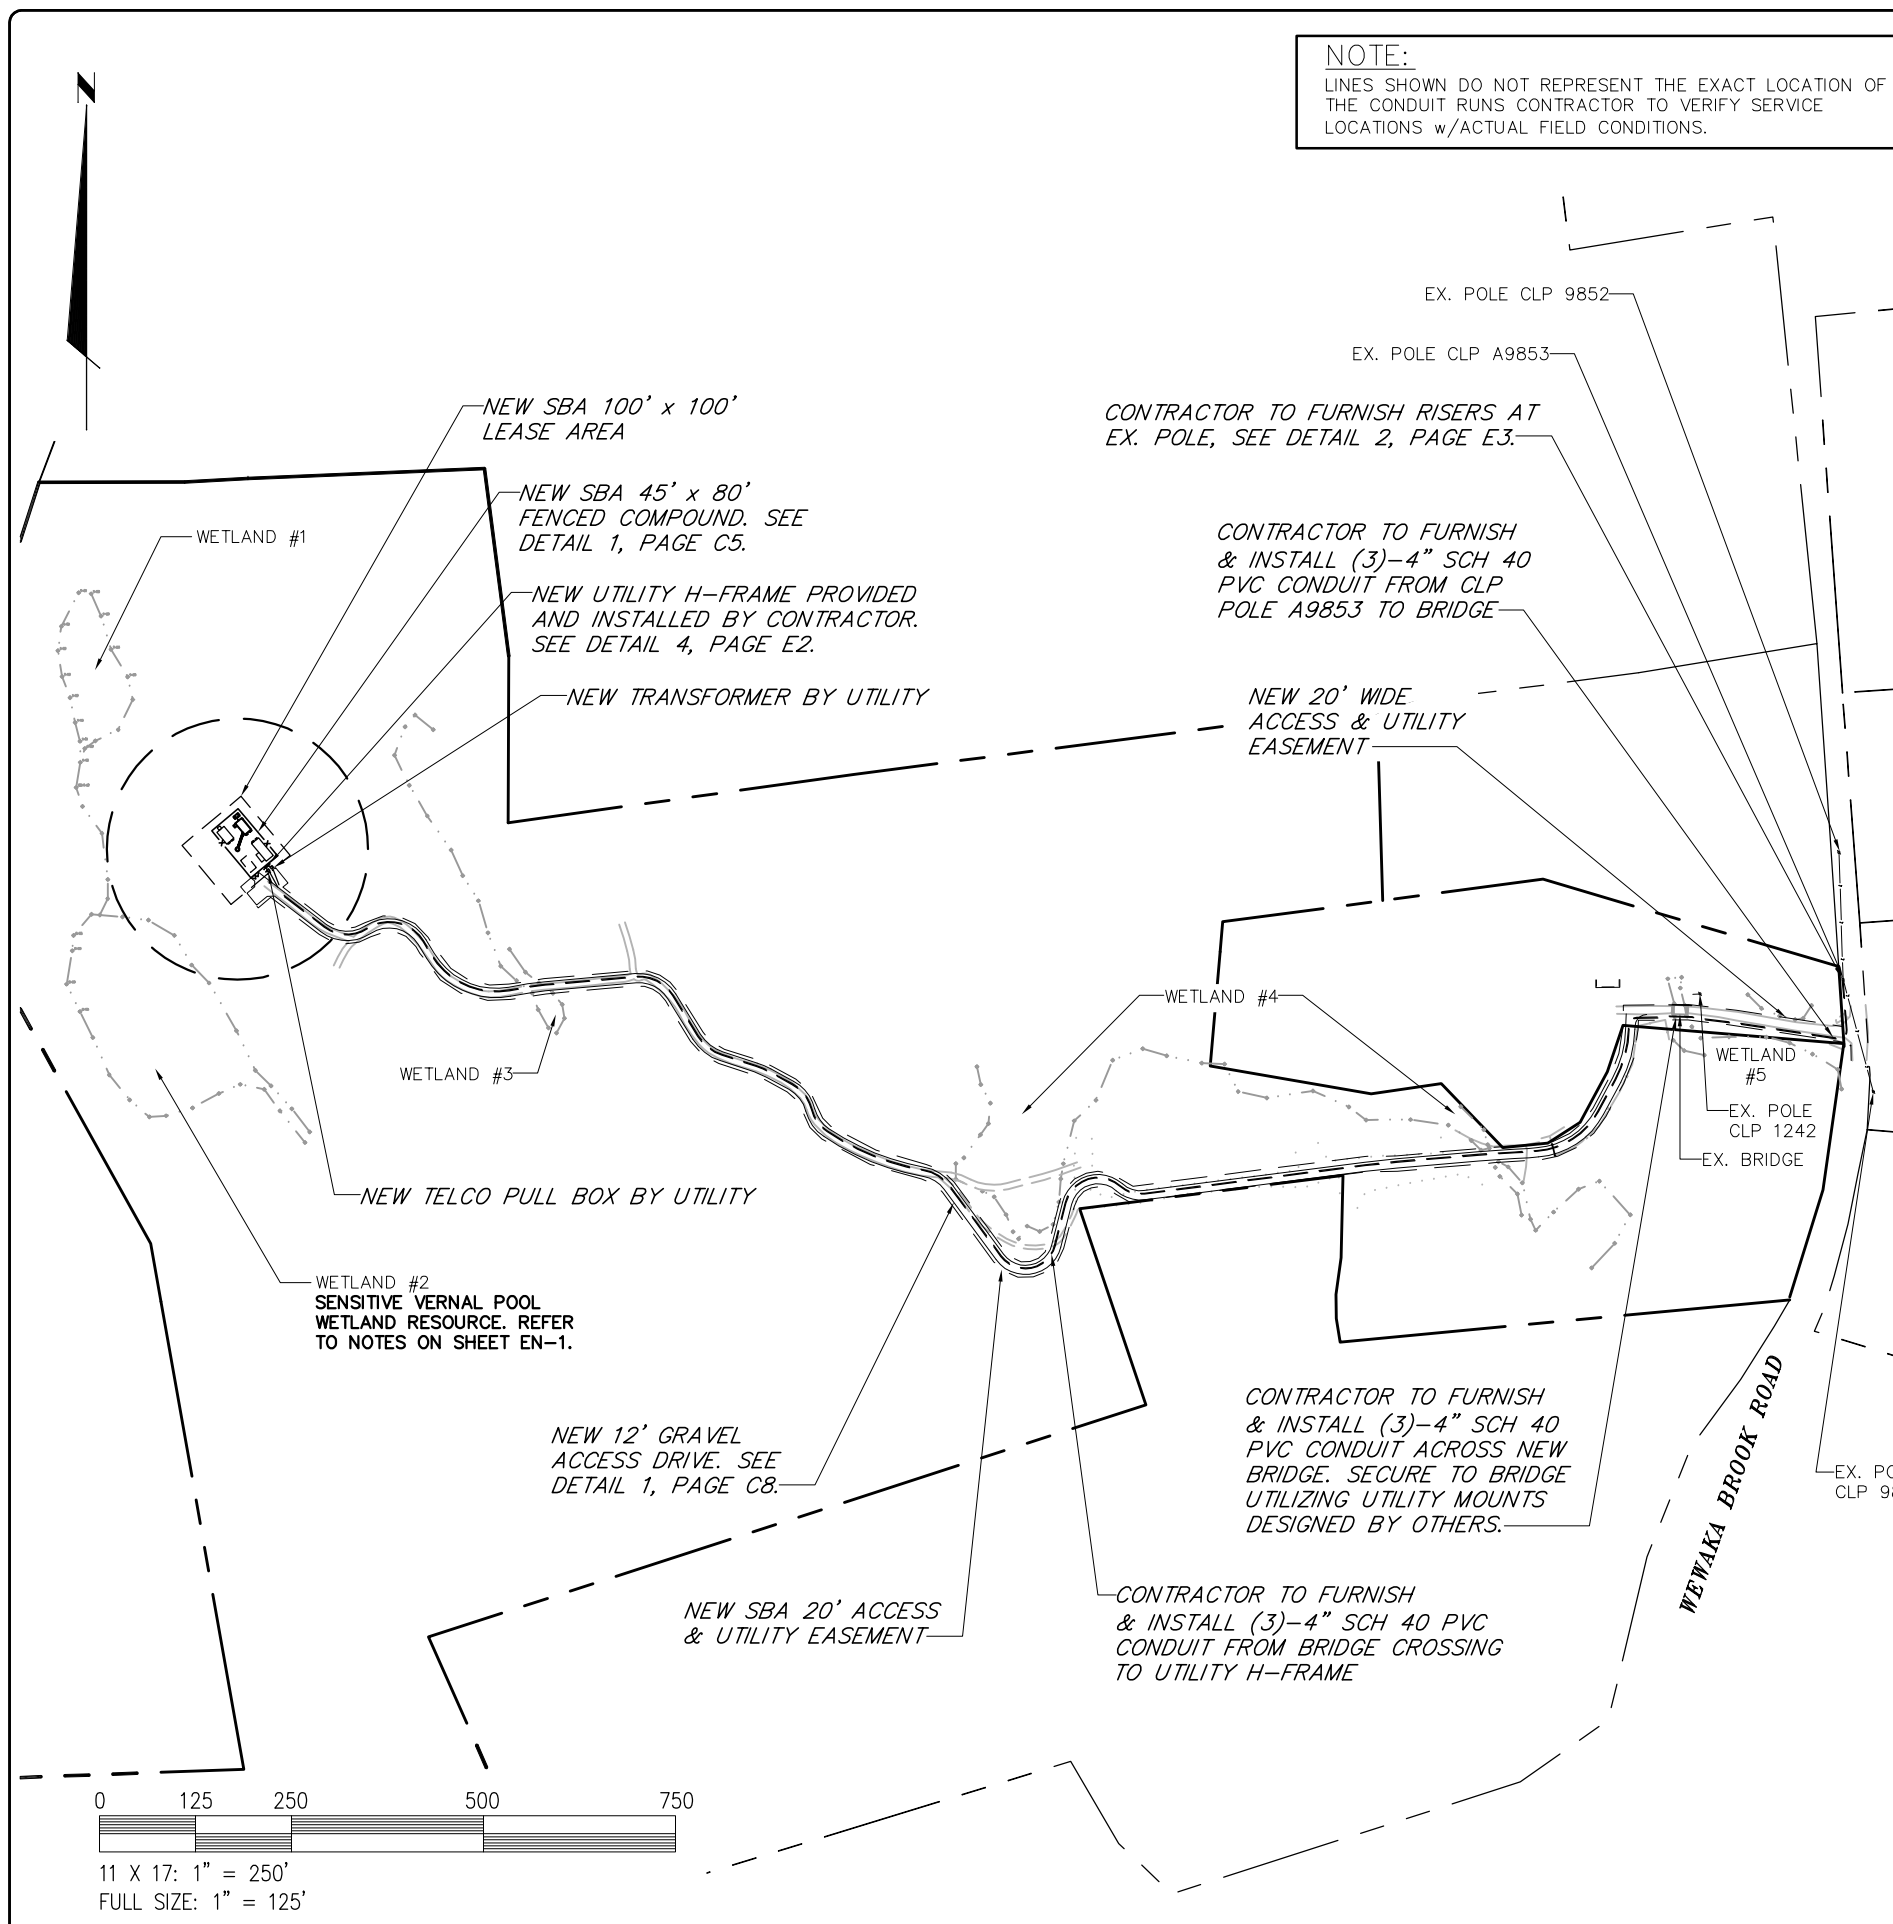 NOTE:
LINES SHOWN DO NOT REPRESENT THE EXACT LOCATION OF
THE CONDUIT RUNS CONTRACTOR TO VERIFY SERVICE
LOCATIONS w/ACTUAL FIELD CONDITIONS.
N
EX. POLE CLP 9852
EX. POLE CLP A9853
CONTRACTOR TO FURNISH RISERS AT
EX. POLE, SEE DETAIL 2, PAGE E3.
NEW SBA 100' x 100'
LEASE AREA
NEW SBA 45' x 80'
FENCED COMPOUND. SEE
DETAIL 1, PAGE C5.
WETLAND #1
CONTRACTOR TO FURNISH
& INSTALL (3)-4" SCH 40
PVC CONDUIT FROM CLP
POLE A9853 TO BRIDGE
NEW UTILITY H-FRAME PROVIDED
AND INSTALLED BY CONTRACTOR.
SEE DETAIL 4, PAGE E2.
NEW TRANSFORMER BY UTILITY
NEW 20' WIDE
ACCESS & UTILITY
EASEMENT
WETLAND #4
WETLAND #3
WETLAND
#5
EX. POLE
CLP 1242
EX. BRIDGE
NEW TELCO PULL BOX BY UTILITY
WETLAND #2
SENSITIVE VERNAL POOL
WETLAND RESOURCE. REFER
TO NOTES ON SHEET EN-1.
NEW 12' GRAVEL
ACCESS DRIVE. SEE
DETAIL 1, PAGE C8.
CONTRACTOR TO FURNISH
& INSTALL (3)-4" SCH 40
PVC CONDUIT ACROSS NEW
BRIDGE. SECURE TO BRIDGE
UTILIZING UTILITY MOUNTS
DESIGNED BY OTHERS.
WEWAKA BROOK ROAD
EX. PO
CLP 98
NEW SBA 20' ACCESS
& UTILITY EASEMENT
CONTRACTOR TO FURNISH
& INSTALL (3)-4" SCH 40 PVC
CONDUIT FROM BRIDGE CROSSING
TO UTILITY H-FRAME
0 125 250 500 750
11 X 17: 1" = 250'
FULL SIZE: 1" = 125'